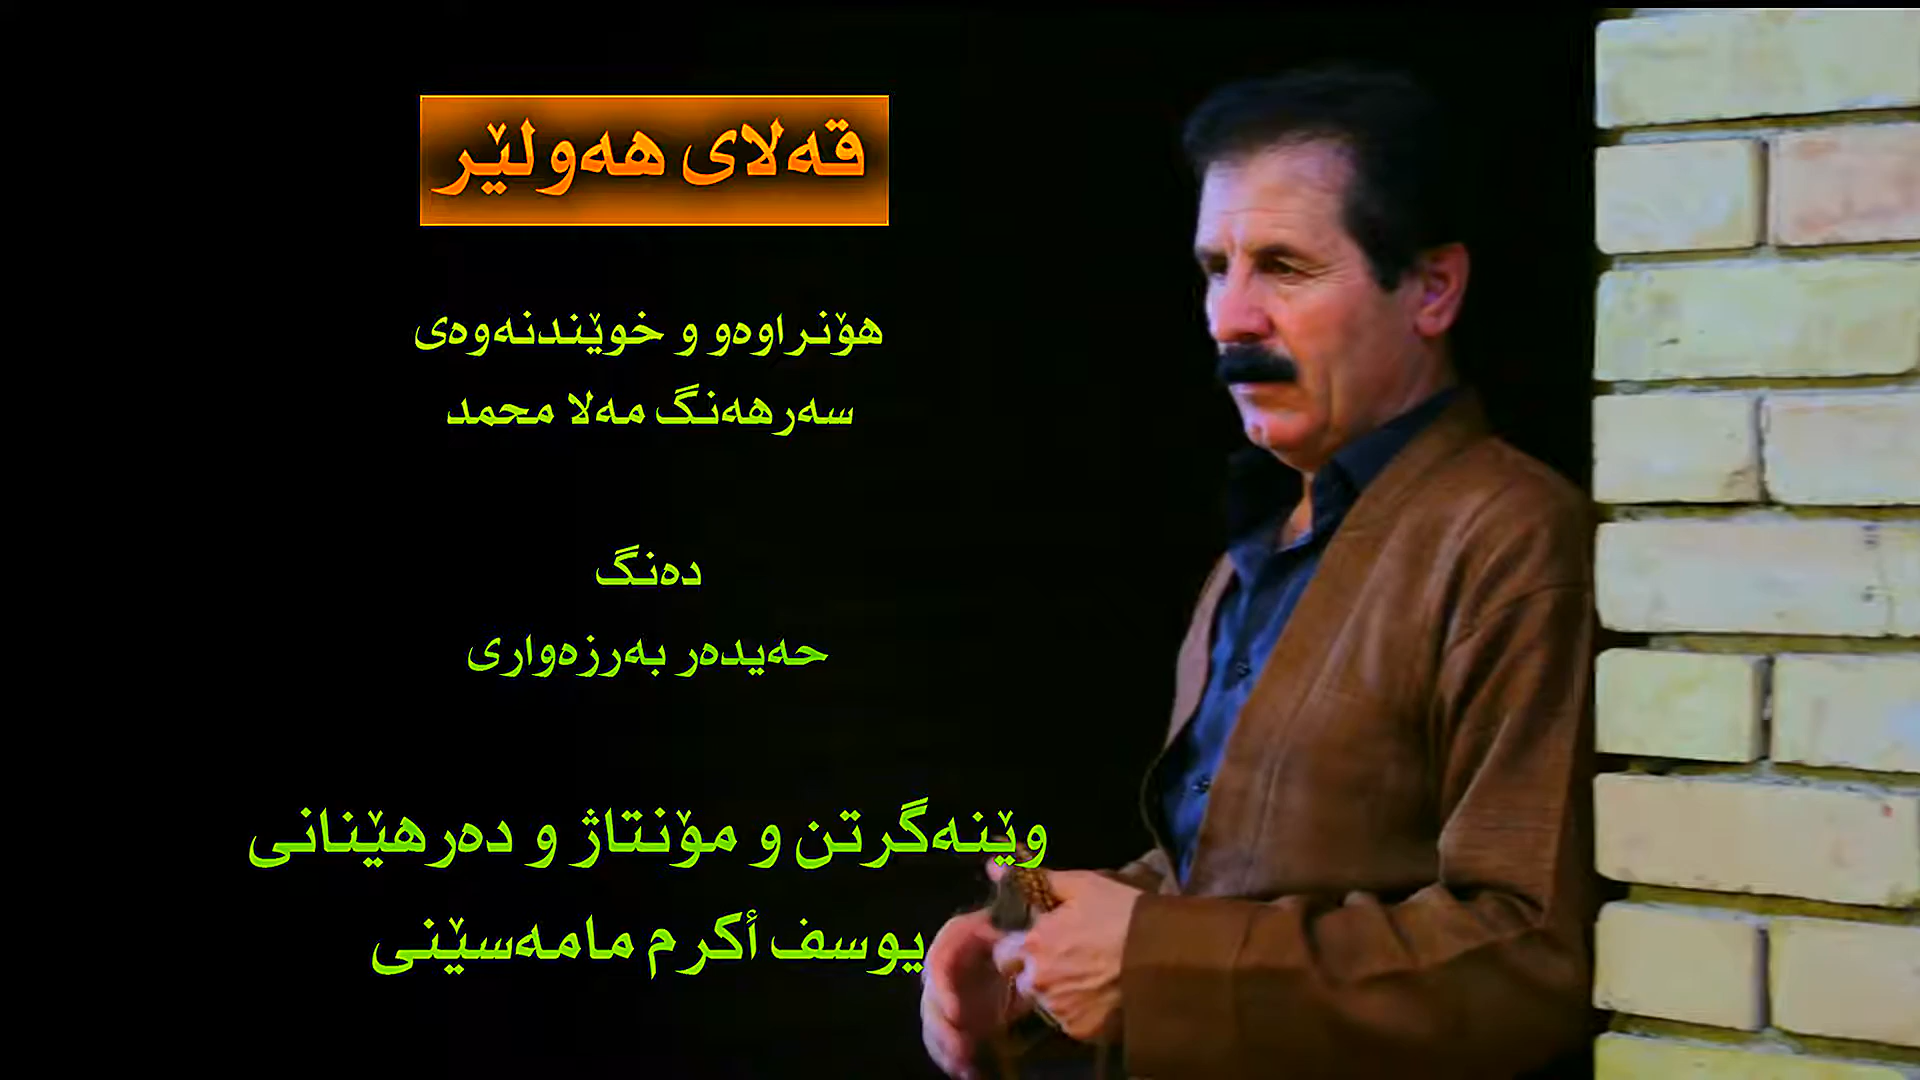 قەلای هەولێر
هۆنراوەو و خوێندنەوەی
سەرهەنگ مەلا محمد
دەنگ
حەیدەر بەرزەواری
وێنەگرتن و مۆنتاژ و دەرهێنانی
یوسف أکرم مامەسێنی